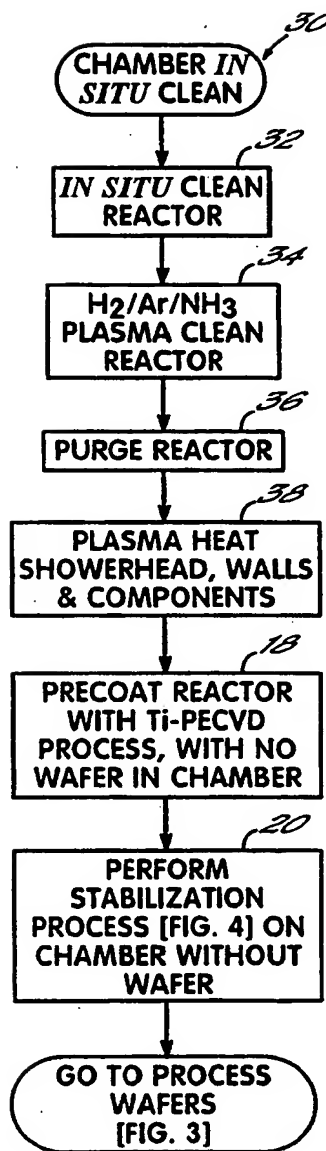 30
CHAMBER IN
SITU CLEAN
32
IN SITU CLEAN
REACTOR
34
H2/Ar/NH3
PLASMA CLEAN
REACTOR
36
PURGE REACTOR
38
PLASMA HEAT
SHOWERHEAD, WALLS
& COMPONENTS
18
PRECOAT REACTOR
WITH Ti-PECVD
PROCESS, WITH NO
WAFER IN CHAMBER
20
PERFORM
STABILIZATION
PROCESS [FIG. 4] ON
CHAMBER WITHOUT
WAFER
GO TO PROCESS
WAFERS
[FIG. 3]